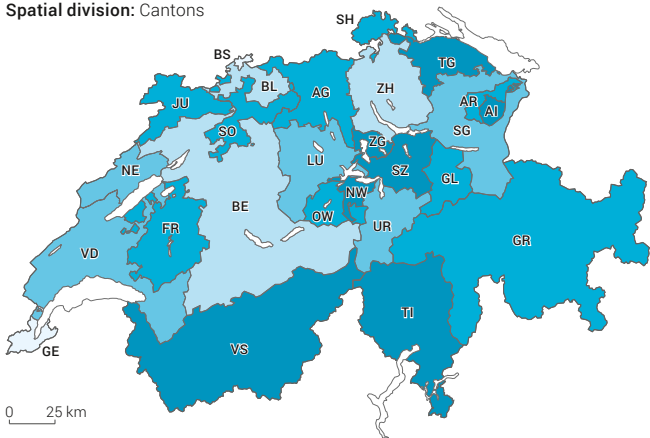 Spatial division: Cantons
SH
BS
TG
BL
ZH
AG
JU
AR
AI
SO
SG
ZG
LU
SZ
NE
GL
NW
BE
OW
FR
UR
GR
VD
TI
VS
GE
0 25 km